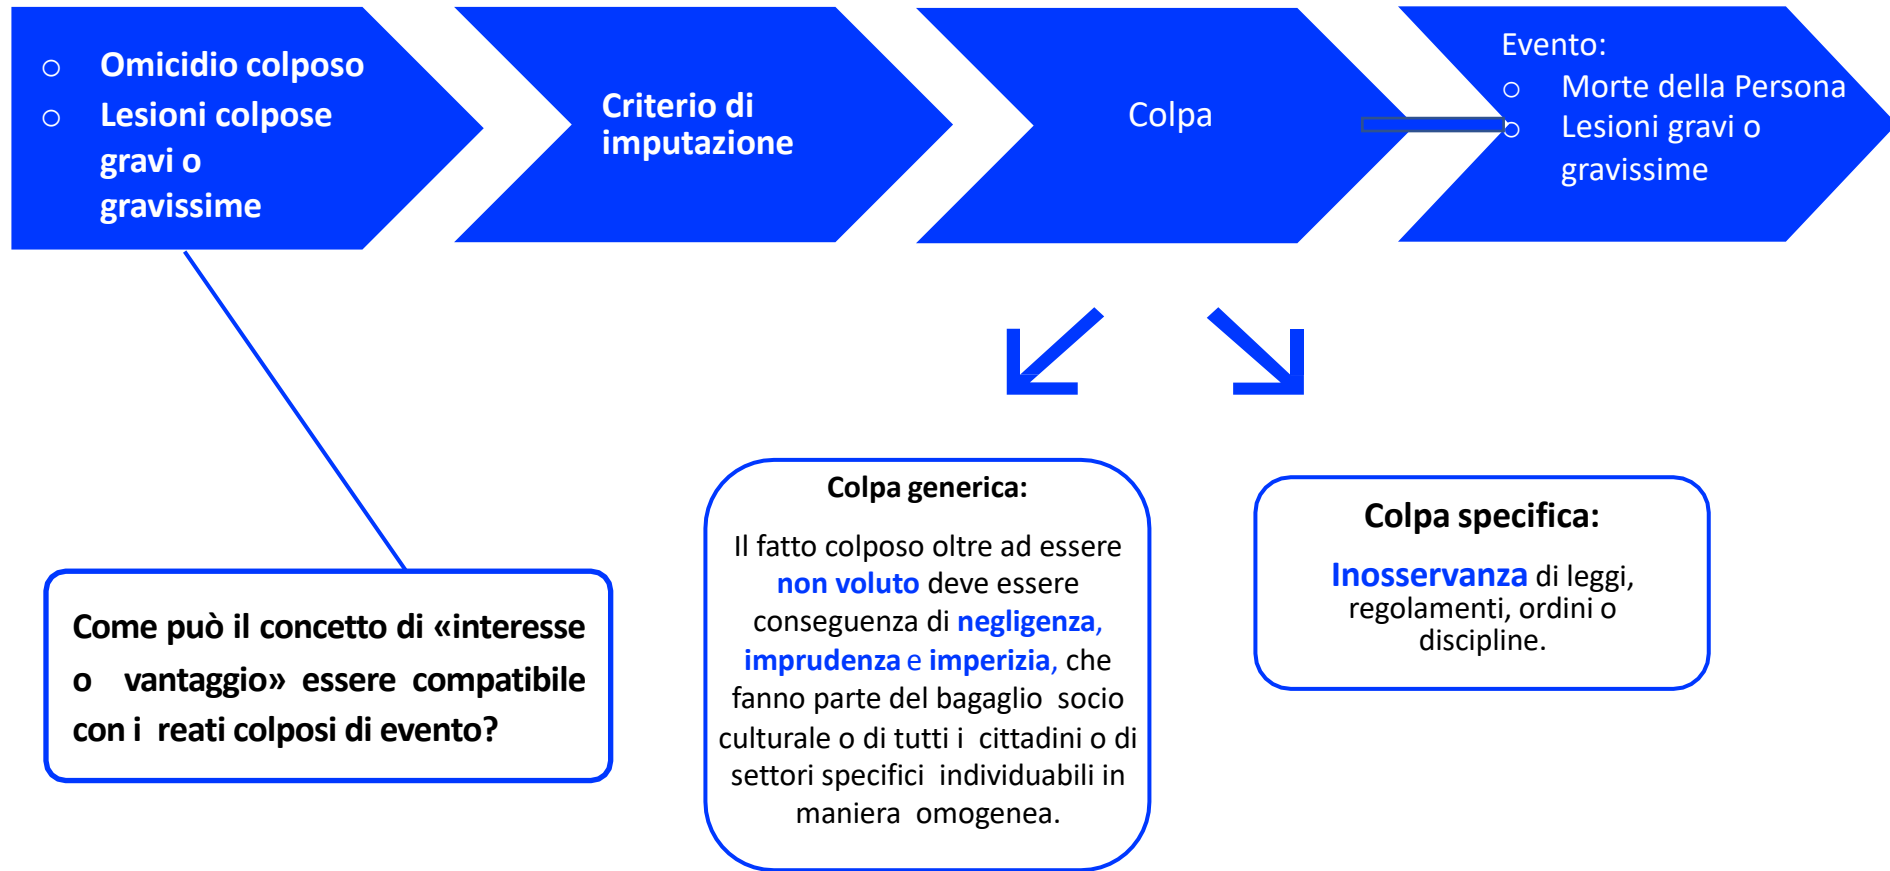 o Omicidio colposo
o Lesioni colpose
gravi o
gravissime
Criterio di
imputazione
Colpa
Evento:
o Morte della Persona
o Lesioni gravi o
gravissime
Come può il concetto di «interesse
o vantaggio» essere compatibile
con i reati colposi di evento?
Colpa generica:
Il fatto colposo oltre ad essere
non voluto deve essere
conseguenza di negligenza,
imprudenza e imperizia, che
fanno parte del bagaglio socio
culturale o di tutti i cittadini o di
settori specifici individuabili in
maniera omogenea.
Colpa specifica:
Inosservanza di leggi,
regolamenti, ordini o
discipline.